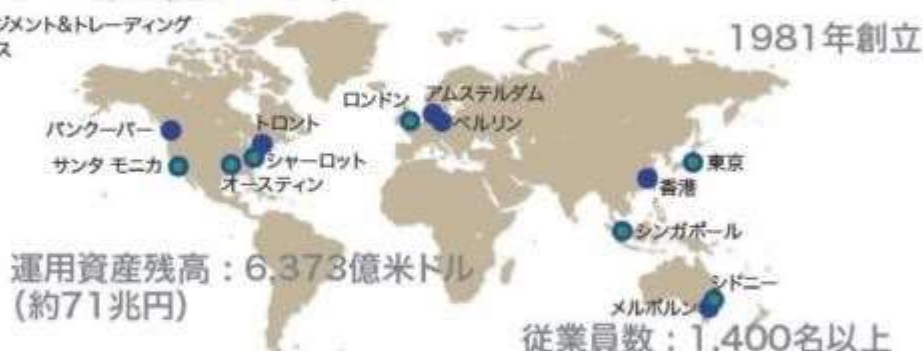 ジメント&トレーディング
ス
1981年創立
ロンドン
アムステルダム
ベルリン
バンクーバー
トロント
サンタ モニカ
シャーロット
オースティン
東京
香港
シンガポール
運用資産残高:6,373億米ドル
(約71兆円)
シドニー
メルボルン
従業員数:1,400名以上